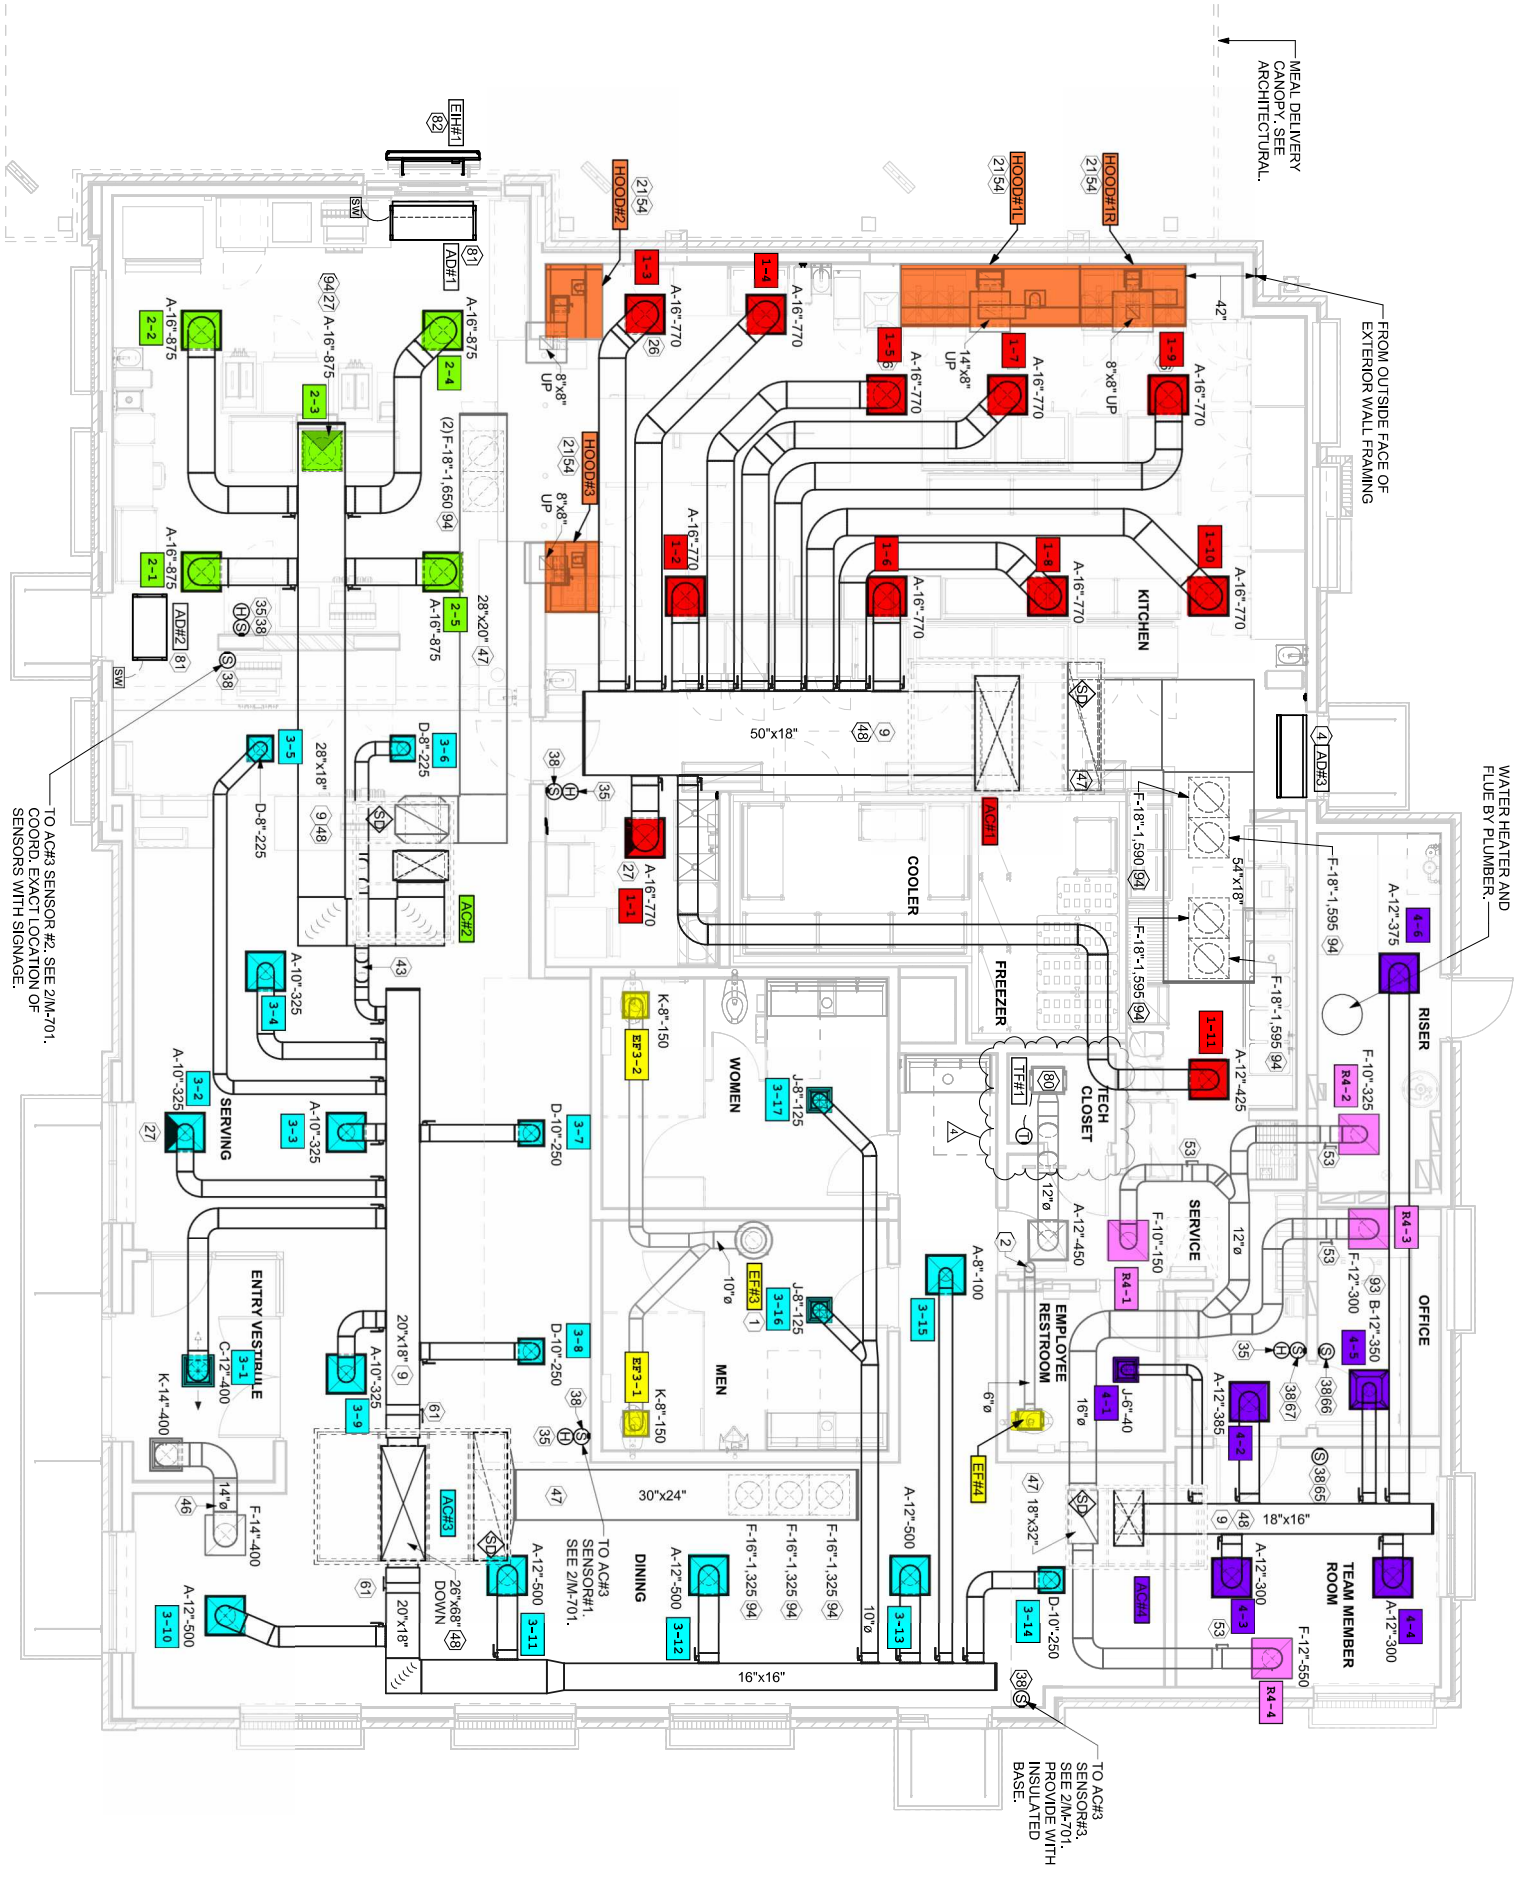 MEAL DELIVERY
CANOPY. SEE
ARCHITECTURAL.
FROM OUTSIDE FACE OF
EXTERIOR WALL FRAMING
42"
EIH#1
82
SW
81
AD#1
21 54
HOOD#2
HOOD#1L
21 54
HOOD#1R
21 54
94 27
A-16"-875
2-3
A-16"-875
2-2
A-16"-875
2-4
(2) F-18"-1,650 94
1-3
A-16"-770
26
1-4
A-16"-770
1-5
A-16"-770
14"x8"
UP
1-7
A-16"-770
8"x8" UP
1-9
A-16"-770
8"x8"
UP
21 54
HOOD#3
8"x8"
UP
A-16"-875
2-1
2-5
A-16"-875
28"x20" 47
A-16"-770
1-2
1-6
A-16"-770
1-8
A-16"-770
1-10
A-16"-770
KITCHEN
AD#2
81
SW
35 38
H S
S 38
3-5
D-8"-225
3-6
D-8"-225
28"x18"
9 48
SD
AC#2
43
50"x18"
48 9
SD
47
AC#1
38
S H
35
27
1-1
A-16"-770
COOLER
FREEZER
F-18"-1,590 94
F-18"-1,595 94
54"x18"
F-18"-1,595 94
F-18"-1,595 94
4 AD#3
WATER HEATER AND
FLUE BY PLUMBER.
4-6
A-12"-375
RISER
TO AC#3 SENSOR #2. SEE 2/M-701.
COORD. EXACT LOCATION OF
SENSORS WITH SIGNAGE.
A-10"-325
3-4
A-10"-325
3-2
27
SERVING
A-10"-325
3-3
3-7
D-10"-250
K-8"-150
EF3-2
WOMEN
J-8"-125
3-17
TF#1
80
T
TECH
CLOSET
4
1-11
A-12"-425
R4-2
F-10"-325
53
53
SERVICE
F-10"-150
R4-1
12"ø
A-12"-450
2
12"ø
R4-3
F-12"-300
53
OFFICE
93 B-12"-350
4-5
ENTRY VESTIBULE
3-1
C-12"-400
K-14"-400
14"ø
46
F-14"-400
20"x18" 9
A-10"-325
3-9
61
3-8
D-10"-250
38
S H
35
10"ø
EF#3
1
J-8"-125
3-16
EF3-1
K-8"-150
MEN
A-8"-100
3-15
EMPLOYEE
RESTROOM
6"ø
EF#4
16"ø
4-1
J-6"-40
35
H S
38 67
S
38 66
A-12"-385
4-2
S 38 65
AC#3
SD
47
30"x24"
TO AC#3
SENSOR#1.
SEE 2/M-701.
26"x68" 48
DOWN
61
20"x18"
A-12"-500
3-10
A-12"-500
3-11
DINING
A-12"-500
3-12
F-16"-1,325 94
F-16"-1,325 94
F-16"-1,325 94
A-12"-500
3-13
10"ø
16"x16"
47
18"x32"
SD
AC#4
9 48
18"x16"
A-12"-300
4-3
A-12"-300
4-4
TEAM MEMBER
ROOM
53
F-12"-550
R4-4
D-10"-250
3-14
38 S
TO AC#3
SENSOR#3.
SEE 2/M-701.
PROVIDE WITH
INSULATED
BASE.